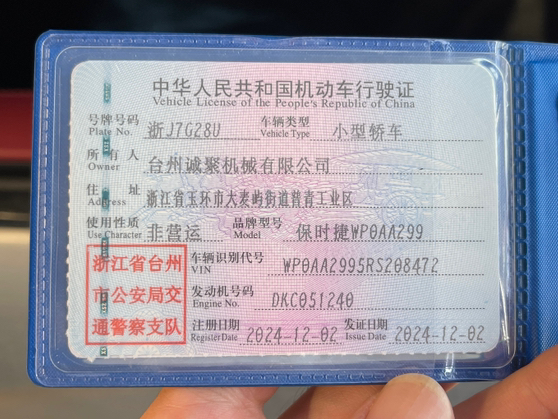 中华人民共和国机动车行驶证
Vehicle License of the People's Republic of China
号牌号码 Plate No. 浙J7G28U 车辆类型 Vehicle Type 小型轿车
所有人 Owner 台州诚聚机械有限公司
住址 Address 浙江省玉环市大麦屿街道普青工业区
使用性质 Use Character 非营运 品牌型号 Model 保时捷WP0AA299
浙江省台州市公安局交通警察支队
车辆识别代号 VIN WP0AA2995RS208472
发动机号码 Engine No. DKC051240
注册日期 Register Date 2024-12-02 发证日期 Issue Date 2024-12-02